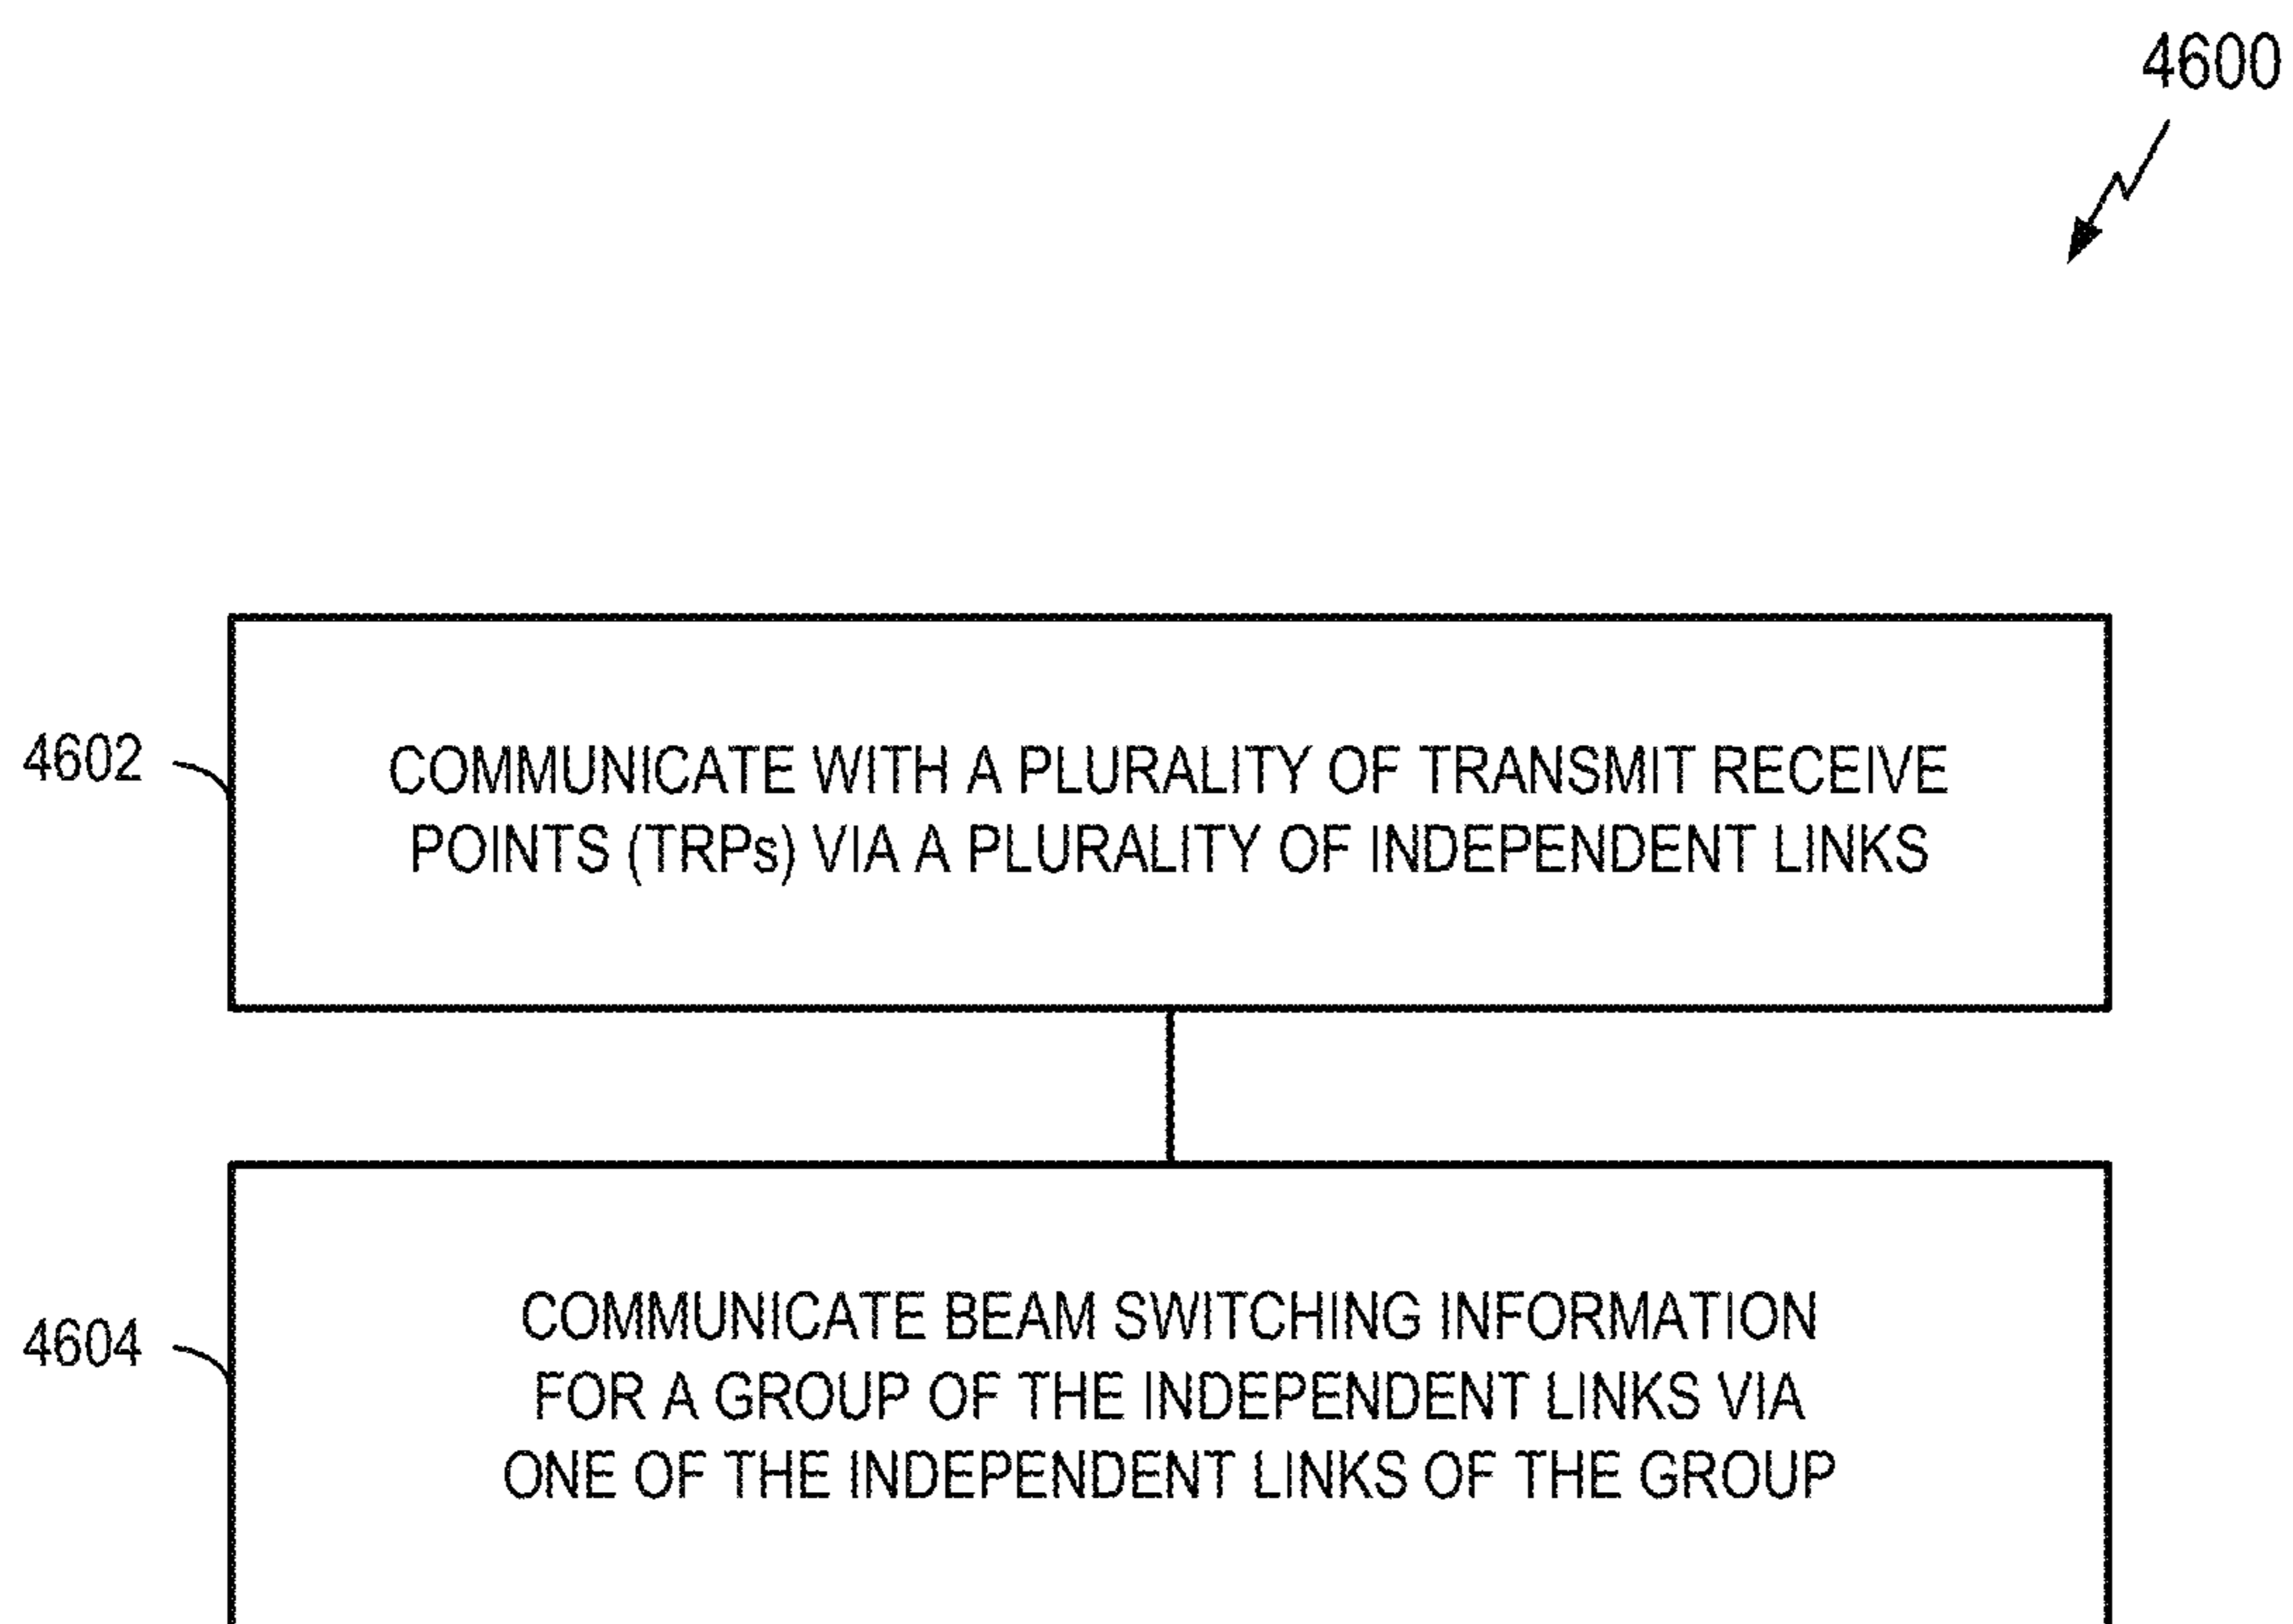 4600
4602
COMMUNICATE WITH A PLURALITY OF TRANSMIT RECEIVE
POINTS (TRPs) VIA A PLURALITY OF INDEPENDENT LINKS
4604
COMMUNICATE BEAM SWITCHING INFORMATION
FOR A GROUP OF THE INDEPENDENT LINKS VIA
ONE OF THE INDEPENDENT LINKS OF THE GROUP